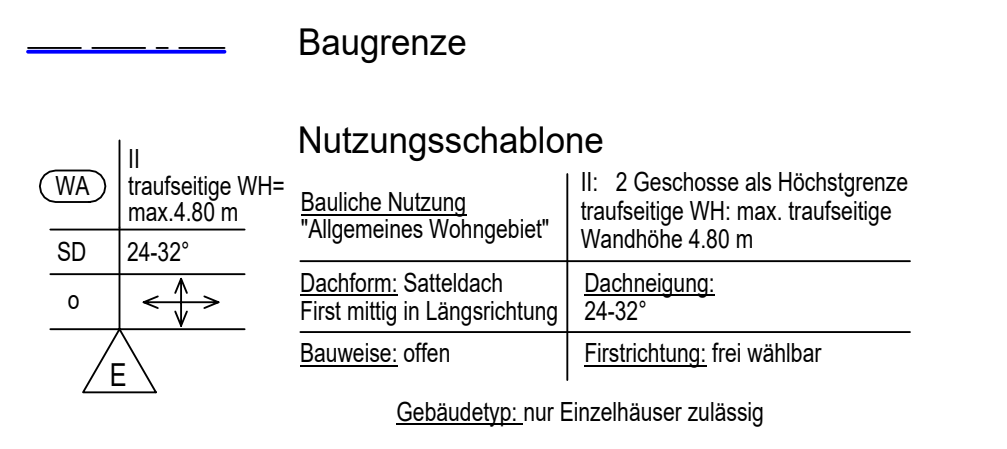 Baugrenze
Nutzungsschablone
WA
II
traufseitige WH=
max.4.80 m
SD
24-32°
o
E
Bauliche Nutzung
"Allgemeines Wohngebiet"
II: 2 Geschosse als Höchstgrenze
traufseitige WH: max. traufseitige
Wandhöhe 4.80 m
Dachform: Satteldach
First mittig in Längsrichtung
Dachneigung:
24-32°
Bauweise: offen
Firstrichtung: frei wählbar
Gebäudetyp: nur Einzelhäuser zulässig